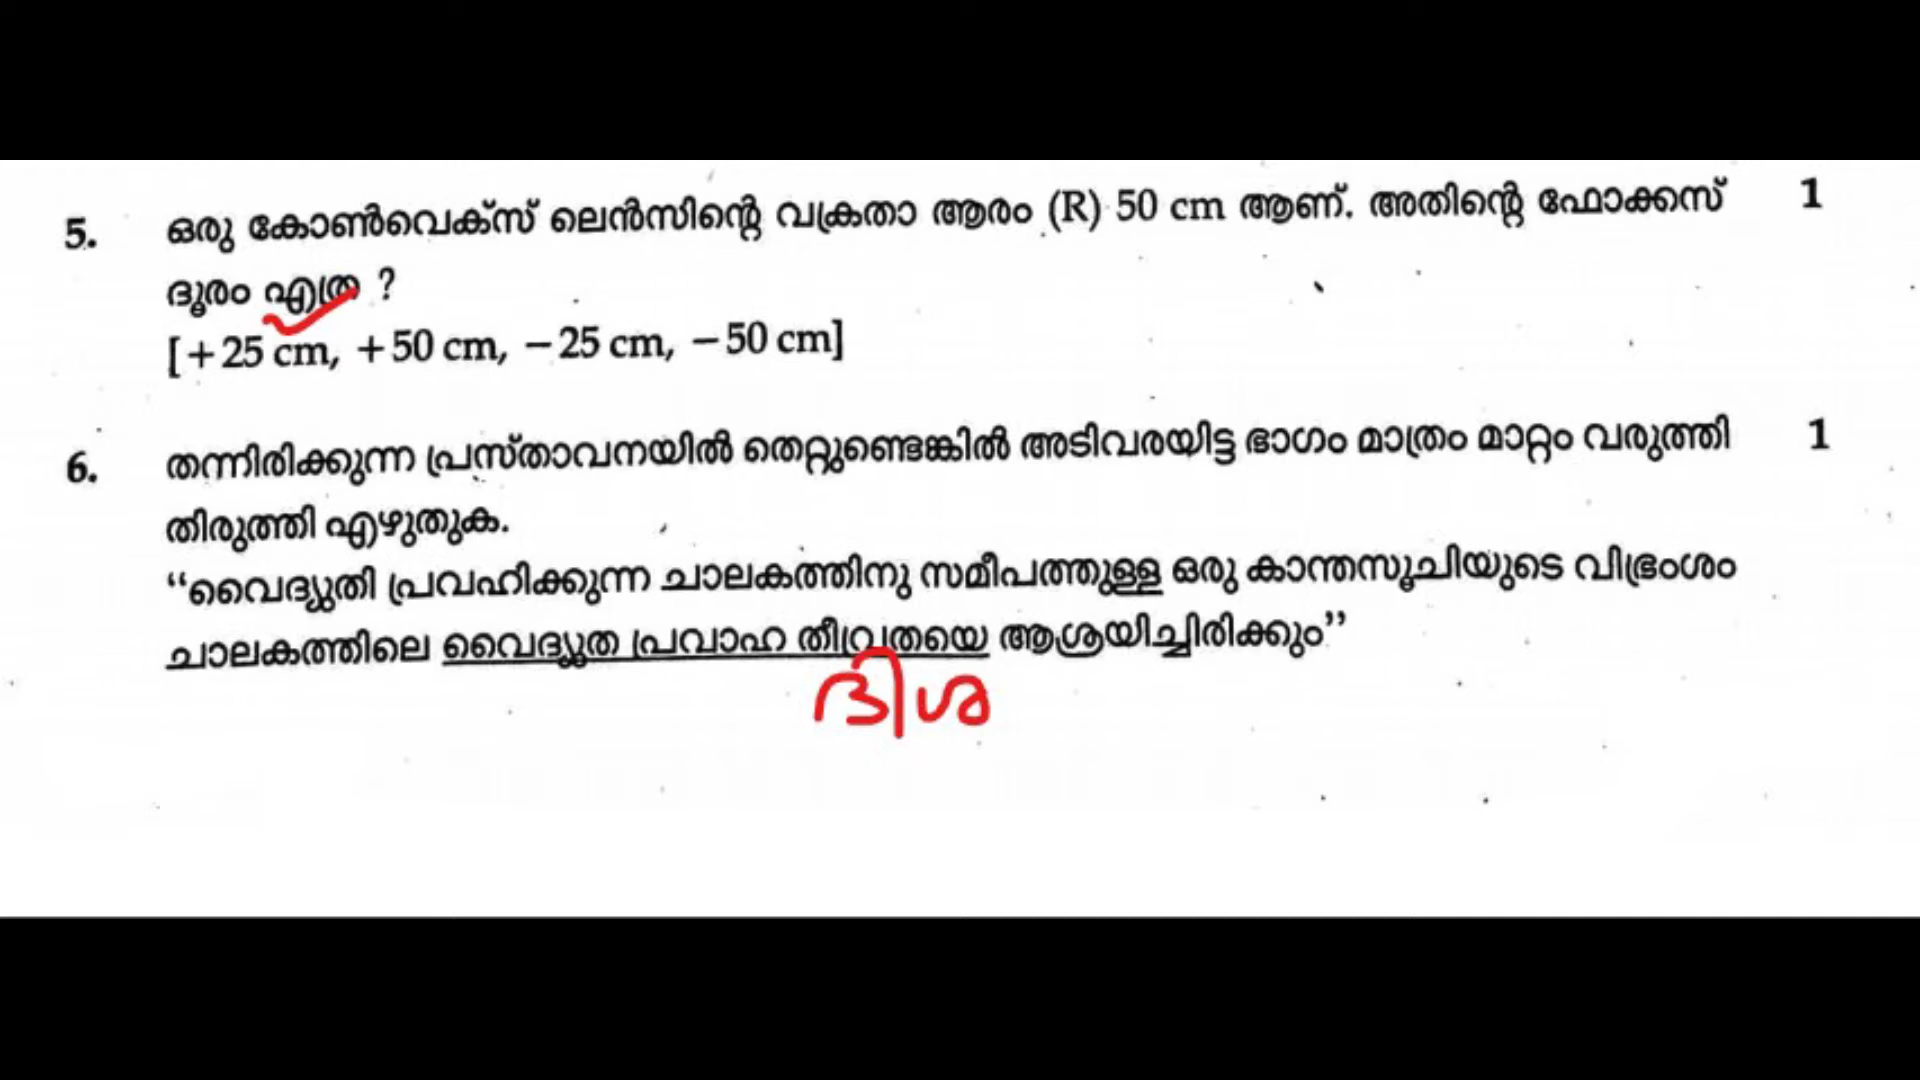 5. ഒരു കോൺവെക്സ് ലെൻസിന്റെ വക്രതാ ആരം (R) 50 cm ആണ്. അതിന്റെ ഫോക്കസ് 1
ദൂരം എത്ര ?
[+25 cm, +50 cm, −25 cm, −50 cm]
6. തന്നിരിക്കുന്ന പ്രസ്താവനയിൽ തെറ്റുണ്ടെങ്കിൽ അടിവരയിട്ട ഭാഗം മാത്രം മാറ്റം വരുത്തി 1
തിരുത്തി എഴുതുക.
“വൈദ്യുതി പ്രവഹിക്കുന്ന ചാലകത്തിനു സമീപത്തുള്ള ഒരു കാന്തസൂചിയുടെ വിഭ്രംശം
ചാലകത്തിലെ വൈദ്യുത പ്രവാഹ തീവ്രതയെ ആശ്രയിച്ചിരിക്കും”
ദിശ